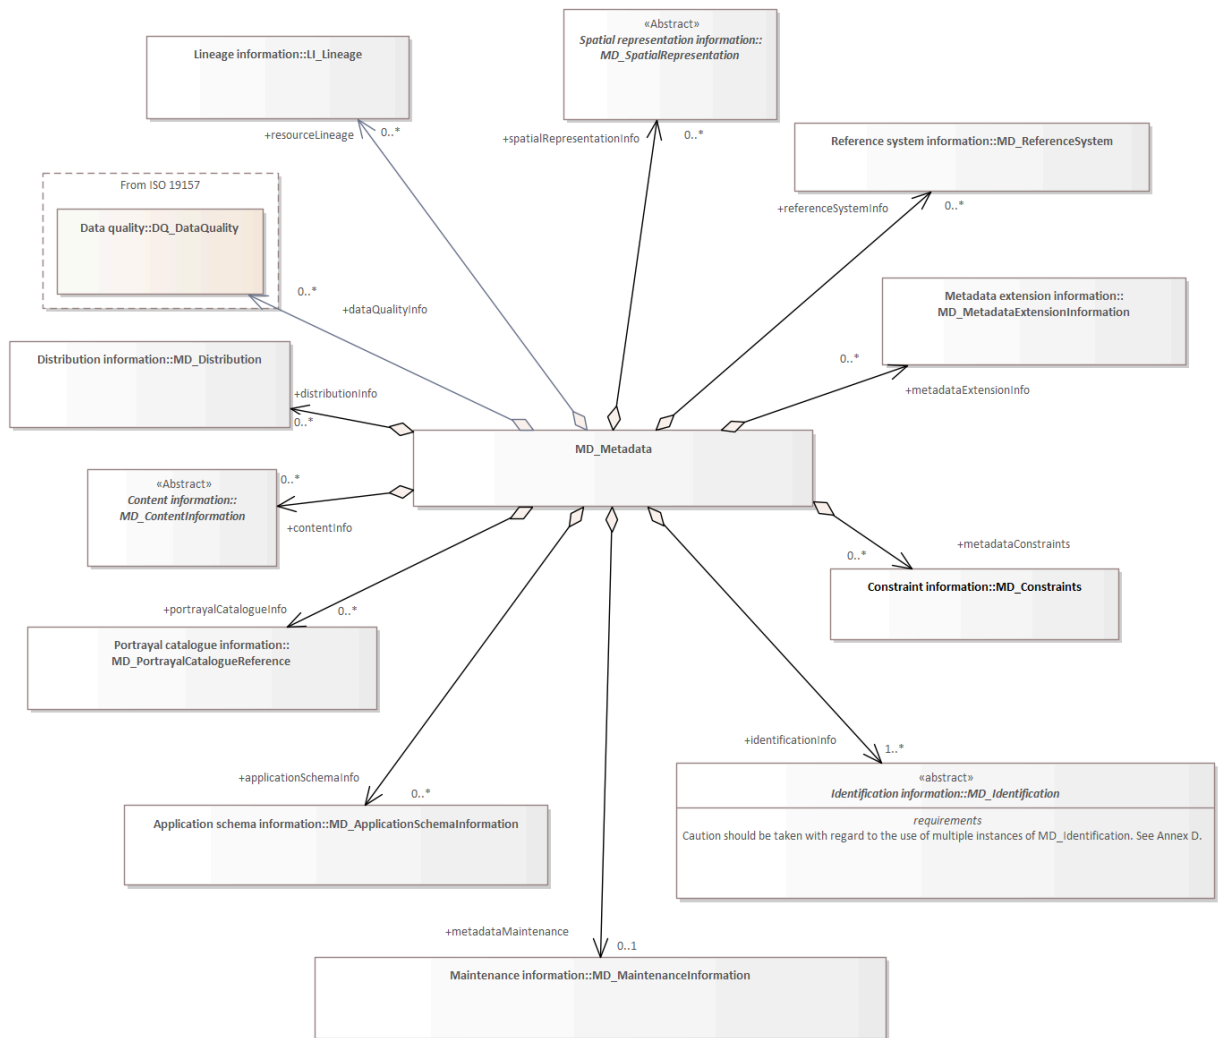 «Abstract»
Spatial representation information::
MD_SpatialRepresentation
Lineage information::LI_Lineage
+resourceLineage
0..*
+spatialRepresentationInfo
0..*
Reference system information::MD_ReferenceSystem
+referenceSystemInfo
0..*
From ISO 19157
Data quality::DQ_DataQuality
0..*
+dataQualityInfo
Metadata extension information::
MD_MetadataExtensionInformation
0..*
+metadataExtensionInfo
Distribution information::MD_Distribution
+distributionInfo
0..*
MD_Metadata
«Abstract»
Content information::
MD_ContentInformation
0..*
+contentInfo
+metadataConstraints
0..*
Constraint information::MD_Constraints
+portrayalCatalogueInfo
0..*
Portrayal catalogue information::
MD_PortrayalCatalogueReference
+identificationInfo
1..*
«abstract»
Identification information::MD_Identification
requirements
Caution should be taken with regard to the use of multiple instances of MD_Identification. See Annex D.
+applicationSchemaInfo
0..*
Application schema information::MD_ApplicationSchemaInformation
+metadataMaintenance
0..1
Maintenance information::MD_MaintenanceInformation